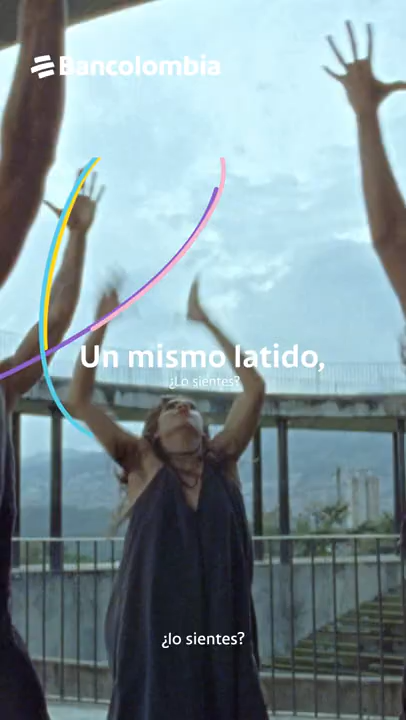 Bancolombia
Un mismo latido,
¿Lo sientes?
¿lo sientes?